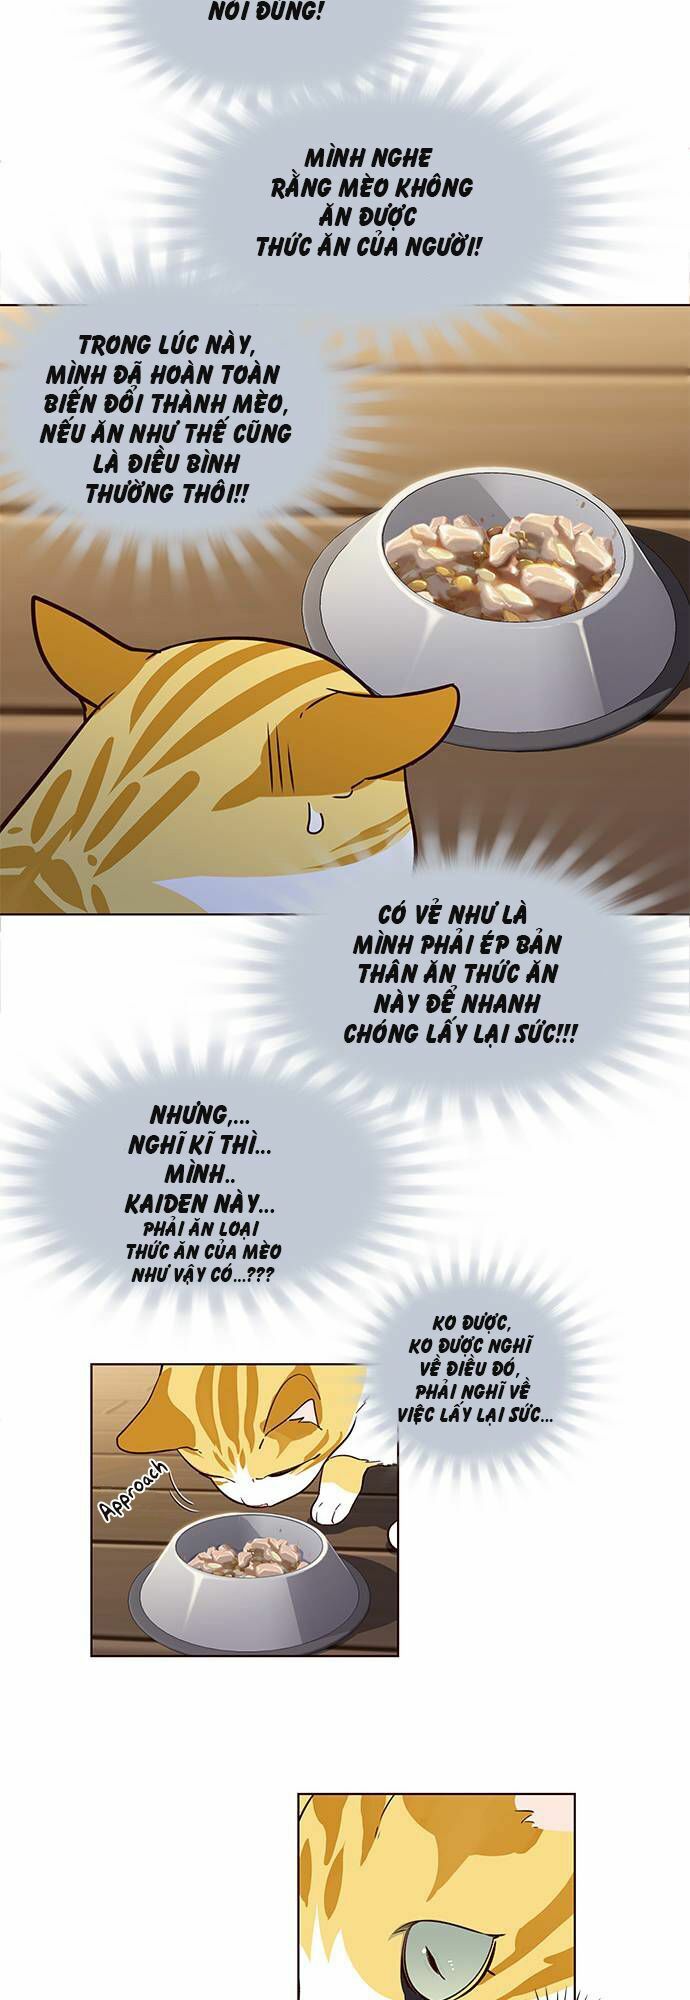 NÓI ĐÚNG!
MÌNH NGHE
RẰNG MÈO KHÔNG
ĂN ĐƯỢC
THỨC ĂN CỦA NGƯỜI!
TRONG LÚC NÀY,
MÌNH ĐÃ HOÀN TOÀN
BIẾN ĐỔI THÀNH MÈO,
NẾU ĂN NHƯ THẾ CŨNG
LÀ ĐIỀU BÌNH
THƯỜNG THÔI!!
CÓ VẺ NHƯ LÀ
MÌNH PHẢI ÉP BẢN
THÂN ĂN THỨC ĂN
NÀY ĐỂ NHANH
CHÓNG LẤY LẠI SỨC!!!
NHƯNG,...
NGHĨ KĨ THÌ...
MÌNH..
KAIDEN NÀY...
PHẢI ĂN LOẠI
THỨC ĂN CỦA MÈO
NHƯ VẬY CÓ...???
KO ĐƯỢC,
KO ĐƯỢC NGHĨ
VỀ ĐIỀU ĐÓ,
PHẢI NGHĨ VỀ
VIỆC LẤY LẠI SỨC...
Approach